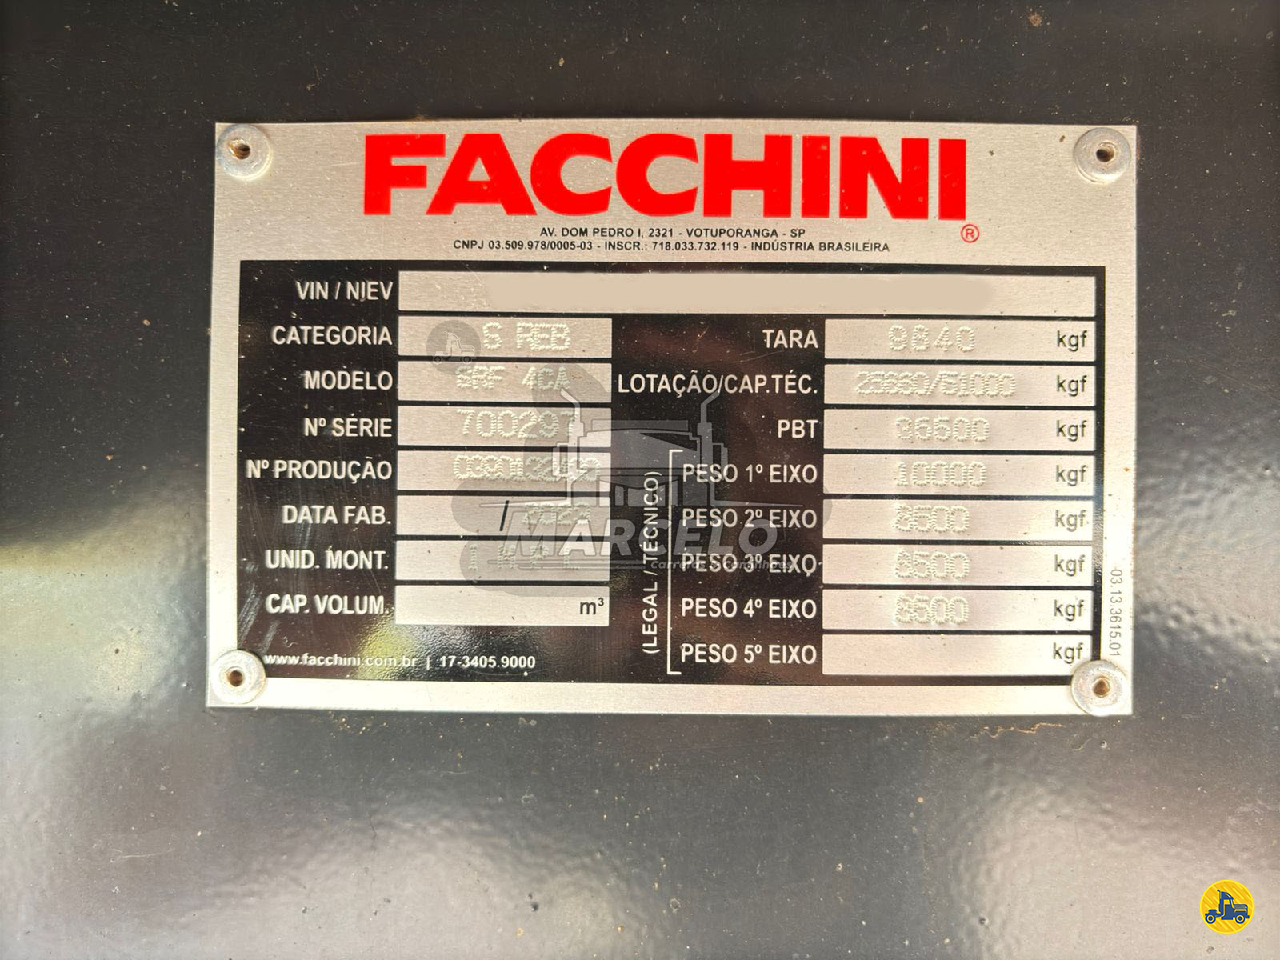 FACCHINI
®
AV. DOM PEDRO I, 2321 - VOTUPORANGA - SP
CNPJ 03.509.978/0005-03 - INSCR.: 718.033.732.119 - INDÚSTRIA BRASILEIRA
VIN / NIEV
CATEGORIA S REB TARA 9840 kgf
MODELO SRF 4CA LOTAÇÃO/CAP.TÉC. kgf
Nº SÉRIE 700297 PBT kgf
Nº PRODUÇÃO PESO 1º EIXO 10000 kgf
DATA FAB. / PESO 2º EIXO 8500 kgf
MARCELO
UNID. MONT. PESO 3º EIXO 8500 kgf
CAP. VOLUM. m³ PESO 4º EIXO 8500 kgf
PESO 5º EIXO kgf
(LEGAL / TÉCNICO)
www.facchini.com.br | 17-3405.9000
03.13.3615.01